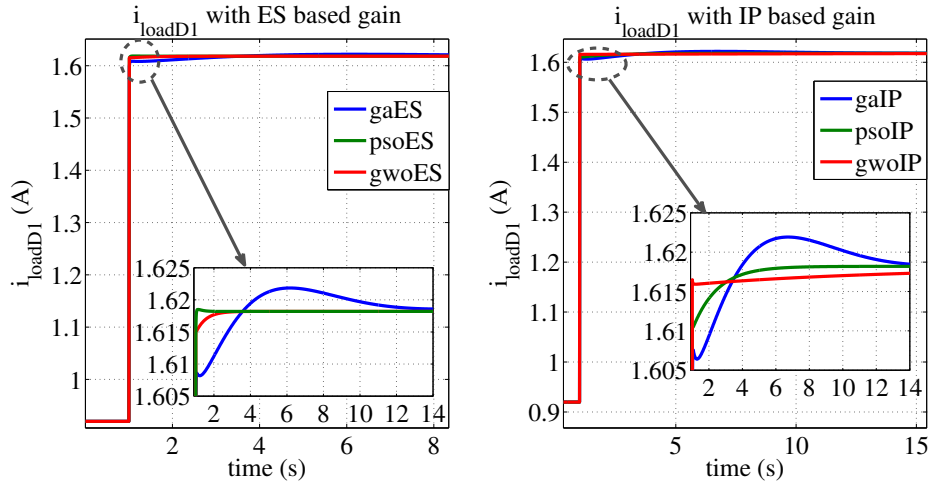 i_loadD1 with ES based gain
1.6
1.5
1.4
1.3
1.2
1.1
1
i_loadD1 (A)
gaES
psoES
gwoES
1.625
1.62
1.615
1.61
1.605
2 4 6 8 10 12 14
2 4 6 8
time (s)
i_loadD1 with IP based gain
1.6
1.5
1.4
1.3
1.2
1.1
1
0.9
i_loadD1 (A)
gaIP
psoIP
gwoIP
1.625
1.62
1.615
1.61
1.605
2 4 6 8 10 12 14
5 10 15
time (s)